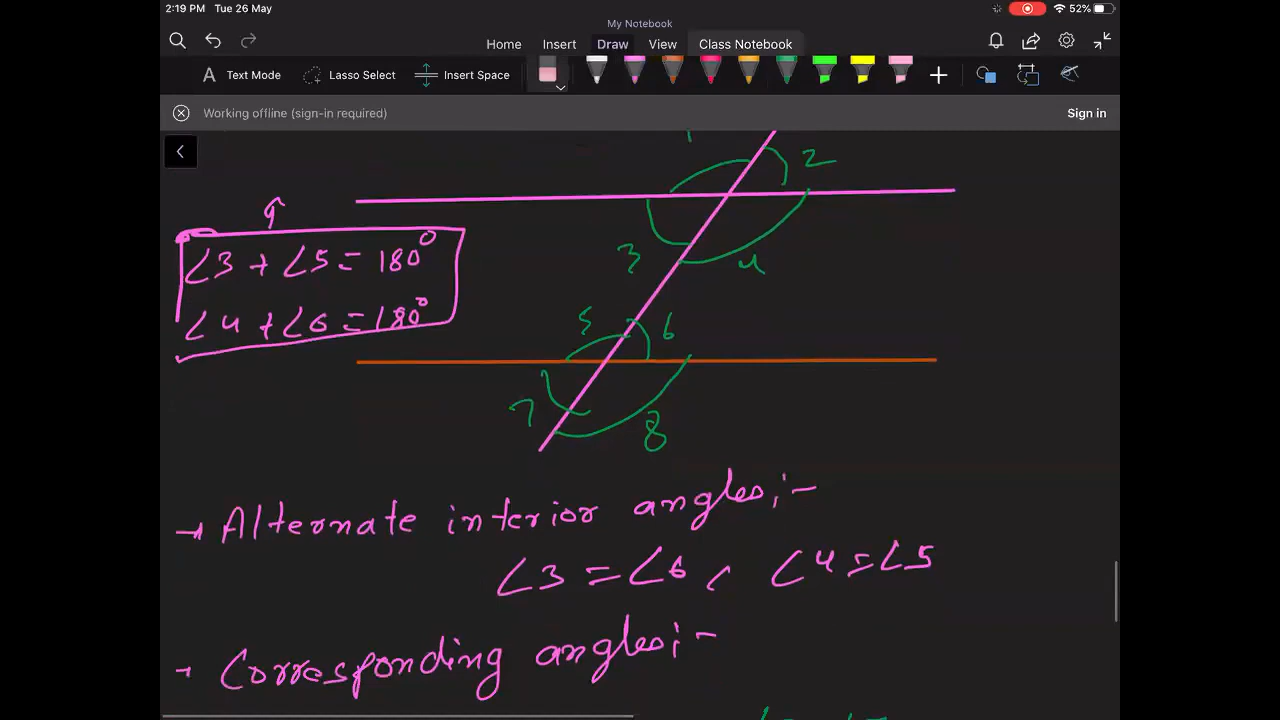 2:19 PM Tue 26 May
52%
My Notebook
Home Insert Draw View Class Notebook
A Text Mode Lasso Select Insert Space
Working offline (sign-in required) Sign in
1
2
3
4
∠3 + ∠5 = 180°
∠4 + ∠6 = 180°
5
6
7
8
→ Alternate interior angles;-
∠3 = ∠6 , ∠4 = ∠5
→ Corresponding angles;-